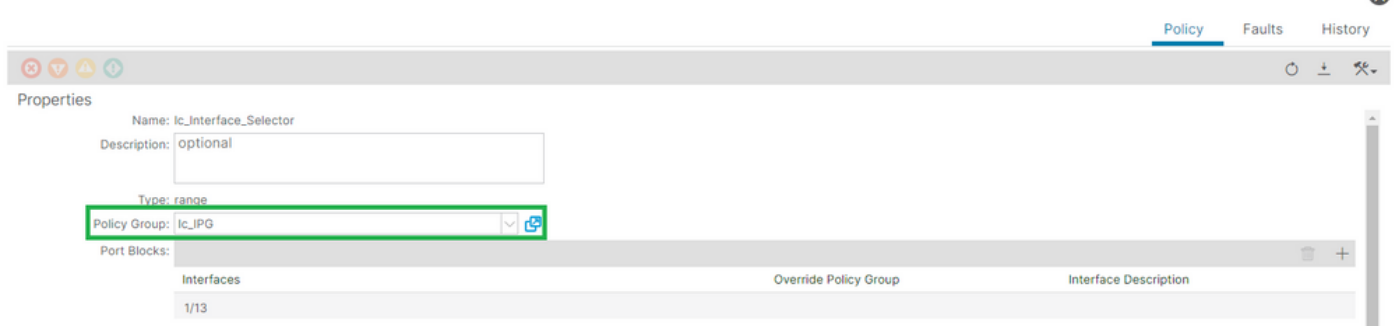 Policy Faults History
Properties
Name: lc_Interface_Selector
Description: optional
Type: range
Policy Group: lc_IPG
Port Blocks:
Interfaces Override Policy Group Interface Description
1/13